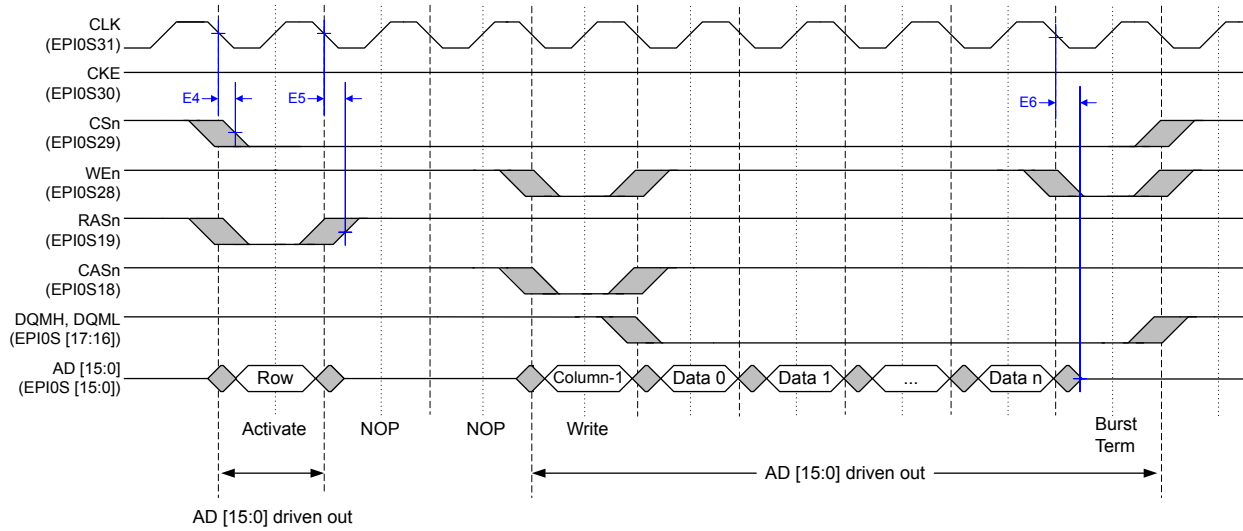 CLK
(EPI0S31)
CKE
(EPI0S30)
E4
E5
E6
CSn
(EPI0S29)
WEn
(EPI0S28)
RASn
(EPI0S19)
CASn
(EPI0S18)
DQMH, DQML
(EPI0S [17:16])
AD [15:0]
(EPI0S [15:0])
Row
Column-1
Data 0
Data 1
...
Data n
Activate
NOP
NOP
Write
Burst
Term
AD [15:0] driven out
AD [15:0] driven out